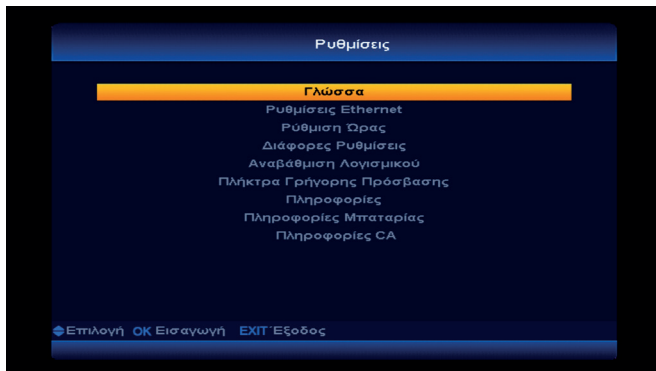 Ρυθμίσεις
Γλώσσα
Ρυθμίσεις Ethernet
Ρύθμιση Ώρας
Διάφορες Ρυθμίσεις
Αναβάθμιση Λογισμικού
Πλήκτρα Γρήγορης Πρόσβασης
Πληροφορίες
Πληροφορίες Μπαταρίας
Πληροφορίες CA
Επιλογή OK Εισαγωγή EXIT Έξοδος